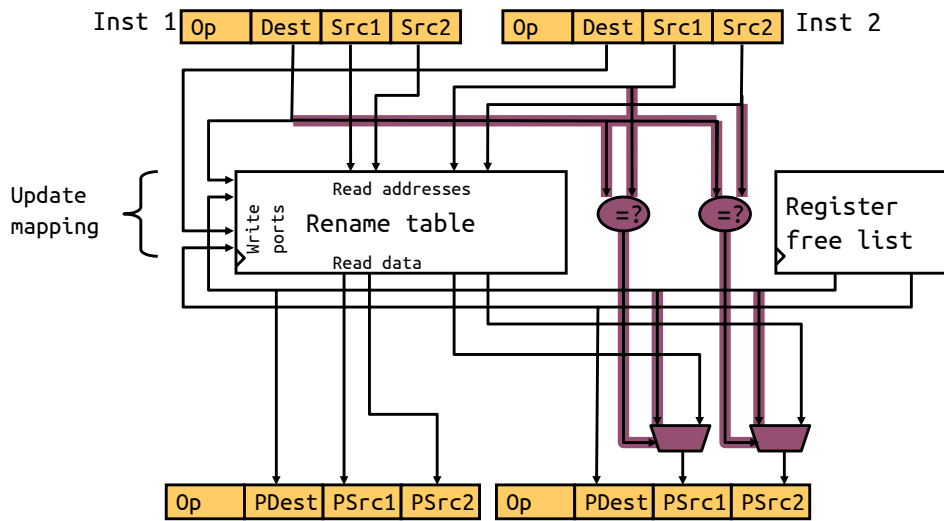 Inst 1
Op Dest Src1 Src2
Op Dest Src1 Src2
Inst 2
Update
mapping
Read addresses
Rename table
Write
ports
Read data
=?
=?
Register
free list
Op PDest PSrc1 PSrc2
Op PDest PSrc1 PSrc2